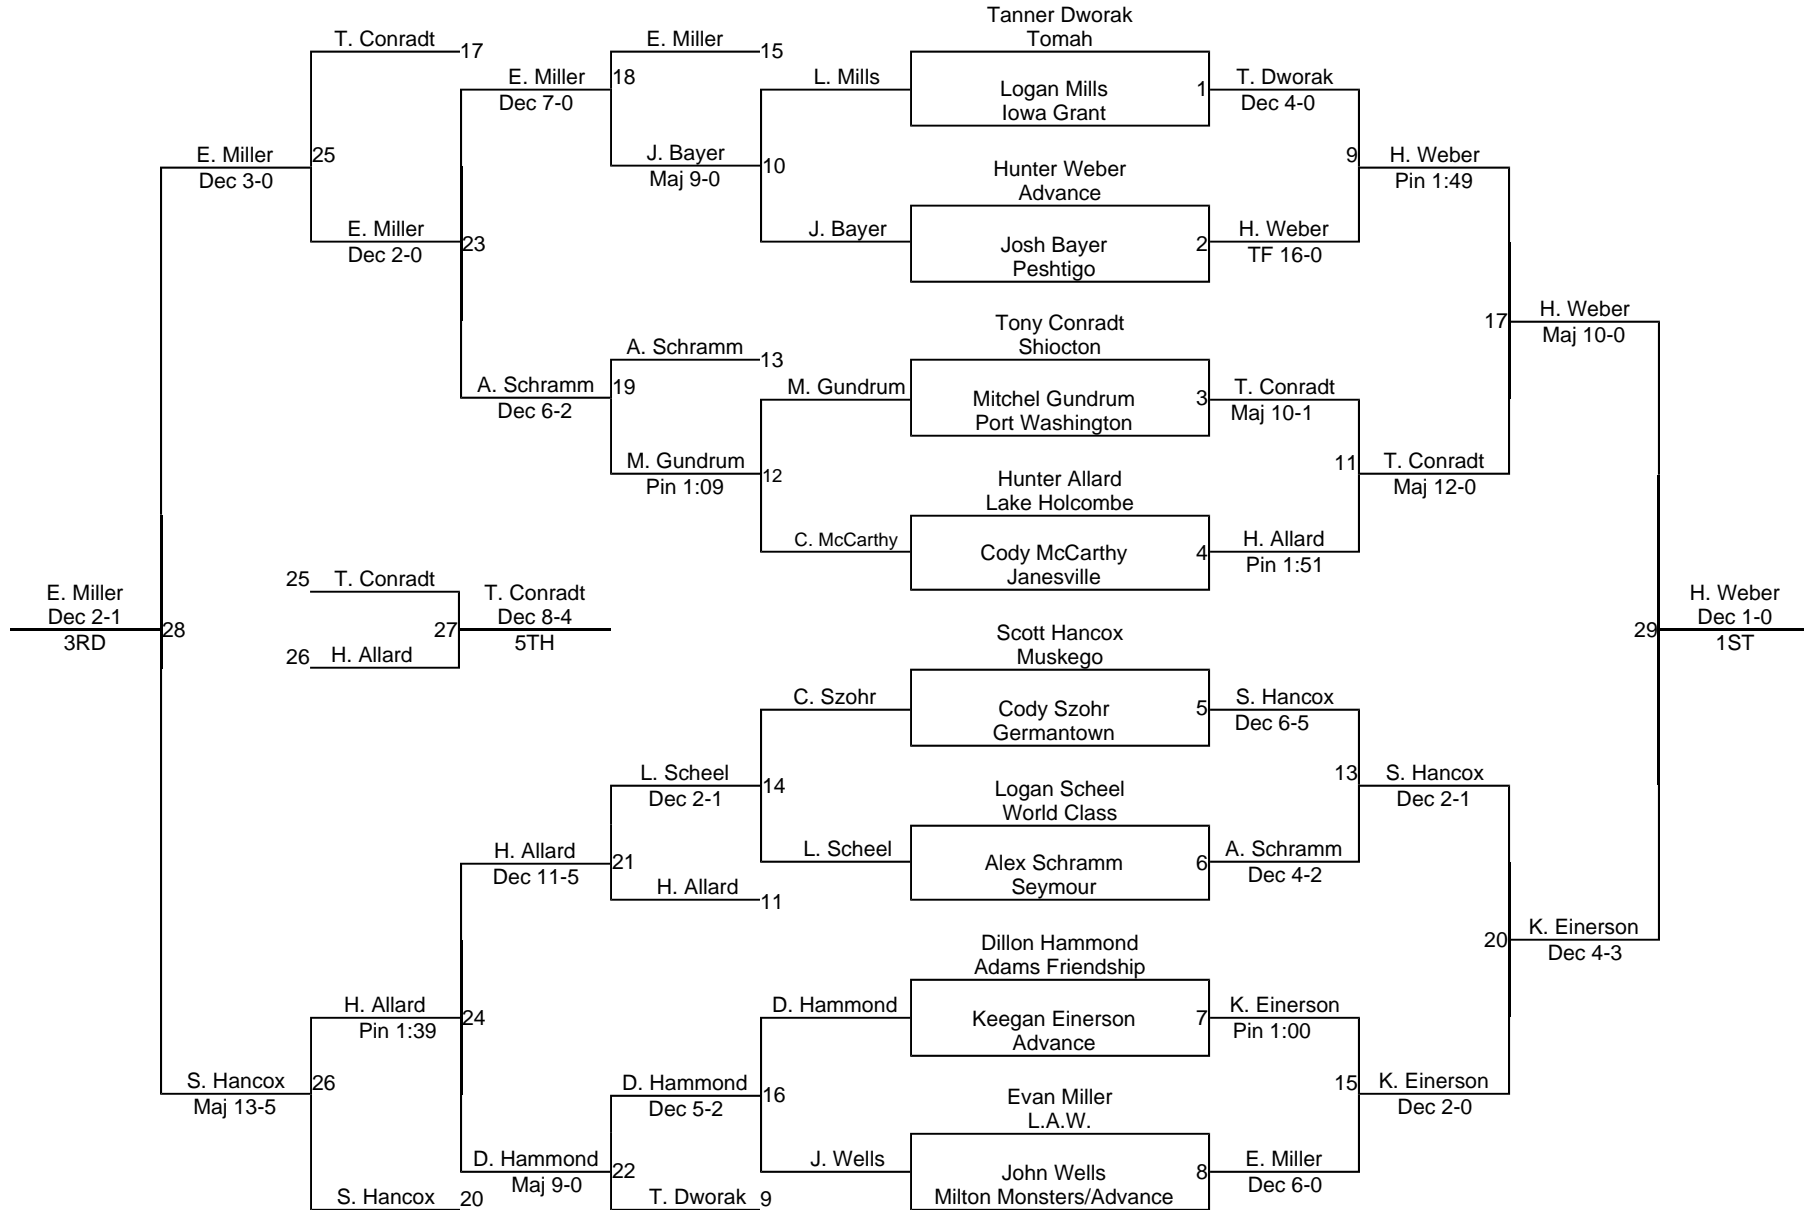 Tanner Dworak
T. Conradt 17 E. Miller 15 Tomah
E. Miller 18 L. Mills Logan Mills 1 T. Dworak
Dec 7-0 Iowa Grant Dec 4-0
E. Miller 25 J. Bayer 10 Hunter Weber 9 H. Weber
Dec 3-0 Maj 9-0 Advance Pin 1:49
E. Miller 23 J. Bayer Josh Bayer 2 H. Weber
Dec 2-0 Peshtigo TF 16-0
Tony Conradt 17 H. Weber
A. Schramm 13 Shiocton Maj 10-0
A. Schramm 19 M. Gundrum Mitchel Gundrum 3 T. Conradt
Dec 6-2 Port Washington Maj 10-1
M. Gundrum 12 Hunter Allard 11 T. Conradt
Pin 1:09 Lake Holcombe Maj 12-0
C. McCarthy Cody McCarthy 4 H. Allard
Janesville Pin 1:51
E. Miller 25 T. Conradt T. Conradt H. Weber
Dec 2-1 Dec 8-4 Dec 1-0
3RD 28 27 5TH Scott Hancox 29 1ST
26 H. Allard Muskego
C. Szohr Cody Szohr 5 S. Hancox
Germantown Dec 6-5
L. Scheel 14 Logan Scheel 13 S. Hancox
Dec 2-1 World Class Dec 2-1
H. Allard 21 L. Scheel Alex Schramm 6 A. Schramm
Dec 11-5 H. Allard 11 Seymour Dec 4-2
Dillon Hammond 20 K. Einerson
Adams Friendship Dec 4-3
H. Allard 24 D. Hammond Keegan Einerson 7 K. Einerson
Pin 1:39 Advance Pin 1:00
S. Hancox 26 D. Hammond 16 Evan Miller 15 K. Einerson
Maj 13-5 Dec 5-2 L.A.W. Dec 2-0
D. Hammond 22 J. Wells John Wells 8 E. Miller
Maj 9-0 Dec 6-0
S. Hancox 20 T. Dworak 9 Milton Monsters/Advance